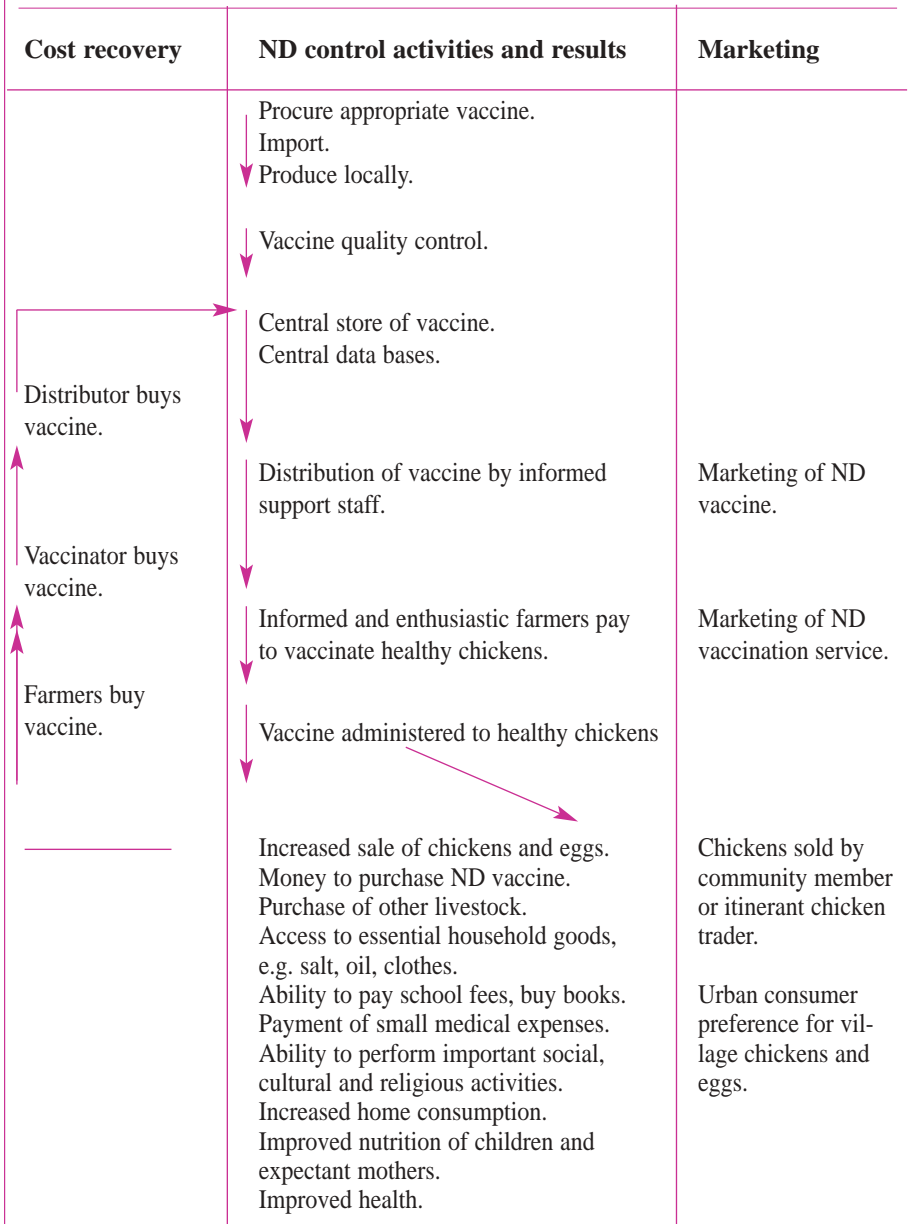 Cost recovery
ND control activities and results
Marketing
Procure appropriate vaccine.
Import.
Produce locally.
Vaccine quality control.
Central store of vaccine.
Central data bases.
Distributor buys
vaccine.
Distribution of vaccine by informed
support staff.
Marketing of ND
vaccine.
Vaccinator buys
vaccine.
Informed and enthusiastic farmers pay
to vaccinate healthy chickens.
Marketing of ND
vaccination service.
Farmers buy
vaccine.
Vaccine administered to healthy chickens
Increased sale of chickens and eggs.
Money to purchase ND vaccine.
Purchase of other livestock.
Access to essential household goods,
e.g. salt, oil, clothes.
Ability to pay school fees, buy books.
Payment of small medical expenses.
Ability to perform important social,
cultural and religious activities.
Increased home consumption.
Improved nutrition of children and
expectant mothers.
Improved health.
Chickens sold by
community member
or itinerant chicken
trader.
Urban consumer
preference for vil-
lage chickens and
eggs.